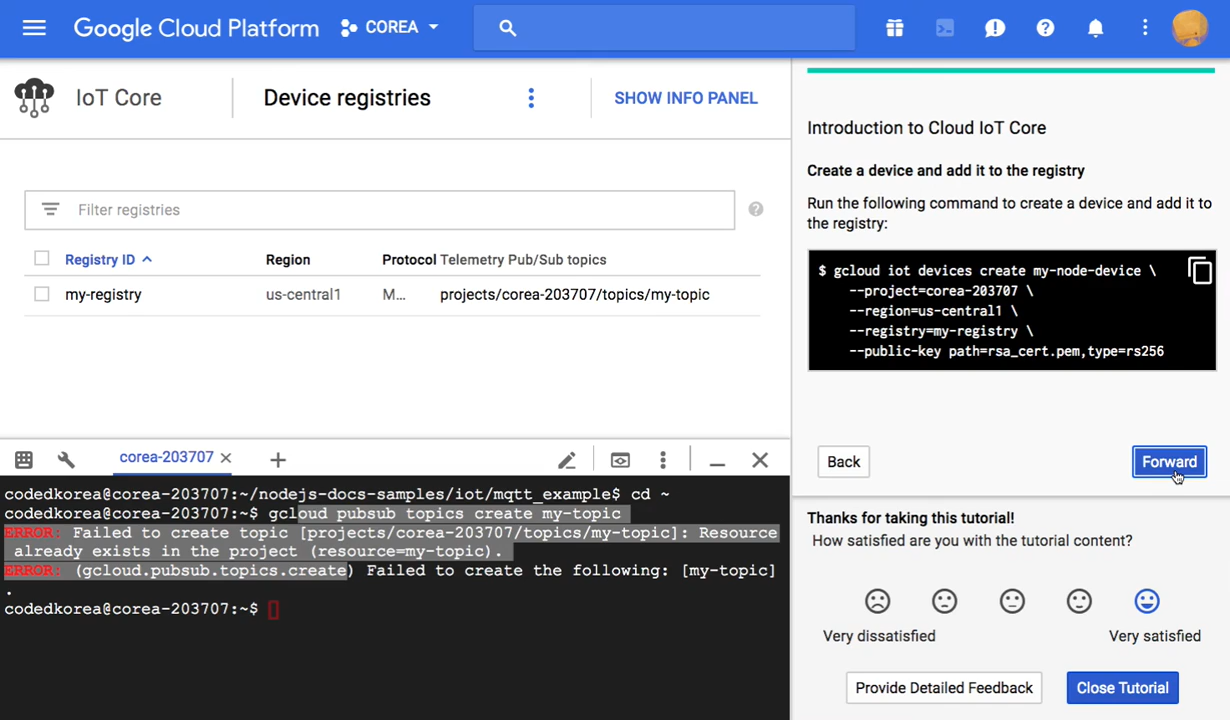 Google Cloud Platform
COREA
IoT Core
Device registries
SHOW INFO PANEL
Filter registries
Registry ID
Region
Protocol
Telemetry Pub/Sub topics
my-registry
us-central1
M...
projects/corea-203707/topics/my-topic
corea-203707
codedkorea@corea-203707:~/nodejs-docs-samples/iot/mqtt_example$ cd ~
codedkorea@corea-203707:~$ gcloud pubsub topics create my-topic
ERROR: Failed to create topic [projects/corea-203707/topics/my-topic]: Resource
already exists in the project (resource=my-topic).
ERROR: (gcloud.pubsub.topics.create) Failed to create the following: [my-topic]
.
codedkorea@corea-203707:~$
Introduction to Cloud IoT Core
Create a device and add it to the registry
Run the following command to create a device and add it to
the registry:
$ gcloud iot devices create my-node-device \
--project=corea-203707 \
--region=us-central1 \
--registry=my-registry \
--public-key path=rsa_cert.pem,type=rs256
Back
Forward
Thanks for taking this tutorial!
How satisfied are you with the tutorial content?
Very dissatisfied
Very satisfied
Provide Detailed Feedback
Close Tutorial